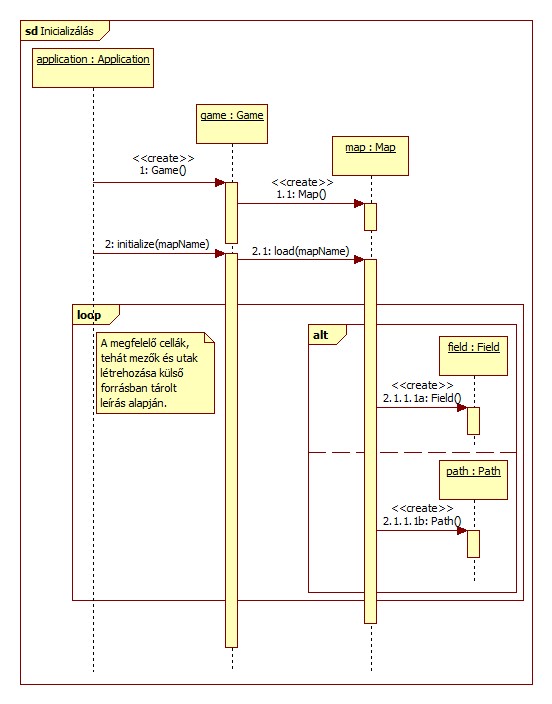 sd Inicializálás
application : Application
game : Game
map : Map
<<create>>
1: Game()
<<create>>
1.1: Map()
2: initialize(mapName)
2.1: load(mapName)
loop
A megfelelő cellák,
tehát mezők és utak
létrehozása külső
forrásban tárolt
leírás alapján.
alt
field : Field
<<create>>
2.1.1.1a: Field()
path : Path
<<create>>
2.1.1.1b: Path()